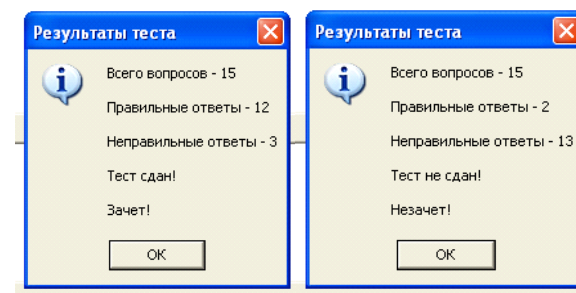 Результаты теста
Всего вопросов - 15
Правильные ответы - 12
Неправильные ответы - 3
Тест сдан!
Зачет!
OK
Результаты теста
Всего вопросов - 15
Правильные ответы - 2
Неправильные ответы - 13
Тест не сдан!
Незачет!
OK